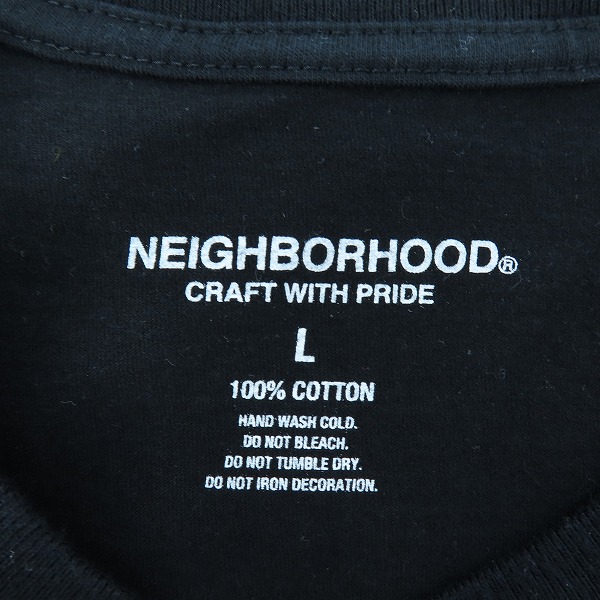 NEIGHBORHOOD®
CRAFT WITH PRIDE
L
100% COTTON
HAND WASH COLD.
DO NOT BLEACH.
DO NOT TUMBLE DRY.
DO NOT IRON DECORATION.